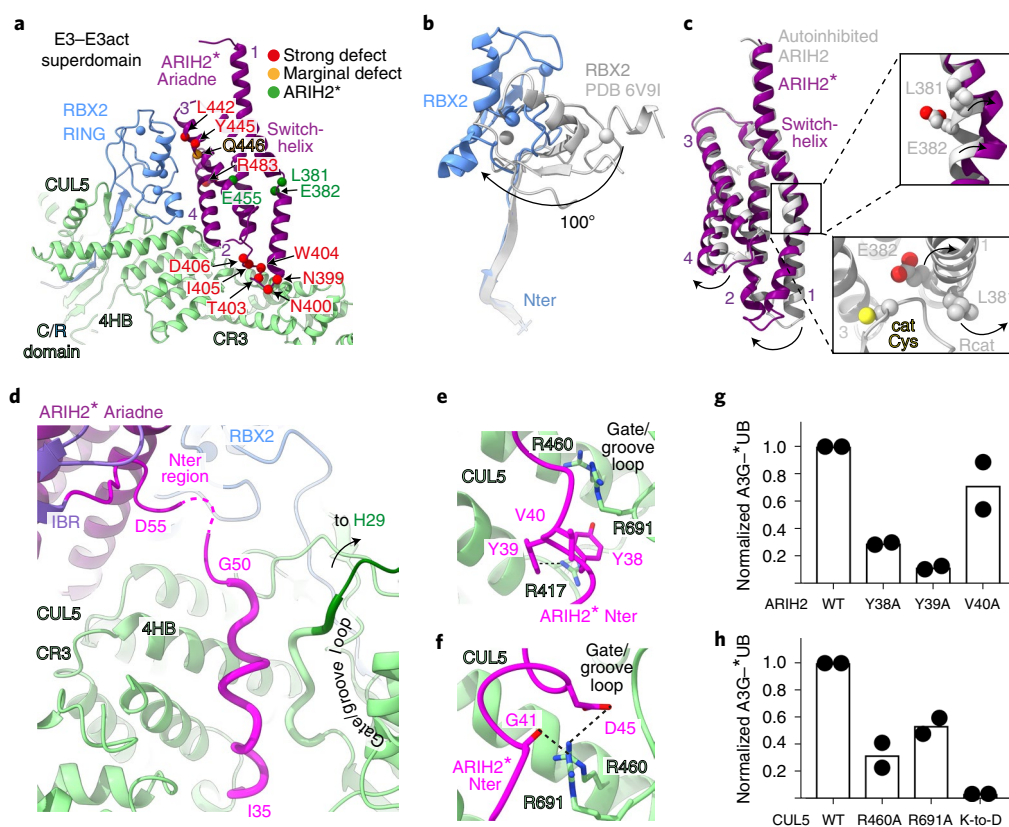 a
E3–E3act
superdomain
ARIH2*
Ariadne
1
Strong defect
Marginal defect
ARIH2*
RBX2
RING
3
L442
Y445
Q446
R483
Switch-
helix
CUL5
E455
L381
E382
4
2
W404
D406
I405
T403
N399
N400
4HB
C/R
domain
CR3
b
RBX2
RBX2
PDB 6V9I
100°
Nter
c
Autoinhibited
ARIH2
ARIH2*
Switch-
helix
3
4
2
1
L381
E382
E382
1
L381
3
cat
Cys
Rcat
d
ARIH2* Ariadne
RBX2
Nter
region
IBR
D55
to H29
G50
CUL5
4HB
CR3
Gate/groove loop
I35
e
R460
Gate/
groove
loop
CUL5
V40
R691
Y39
Y38
R417
ARIH2* Nter
f
CUL5
Gate/
groove
loop
G41
D45
ARIH2*
Nter
R460
R691
g
Normalized A3G–*UB
1.0
0.8
0.6
0.4
0.2
ARIH2 WT Y38A Y39A V40A
h
Normalized A3G–*UB
1.0
0.8
0.6
0.4
0.2
CUL5 WT R460A R691A K-to-D